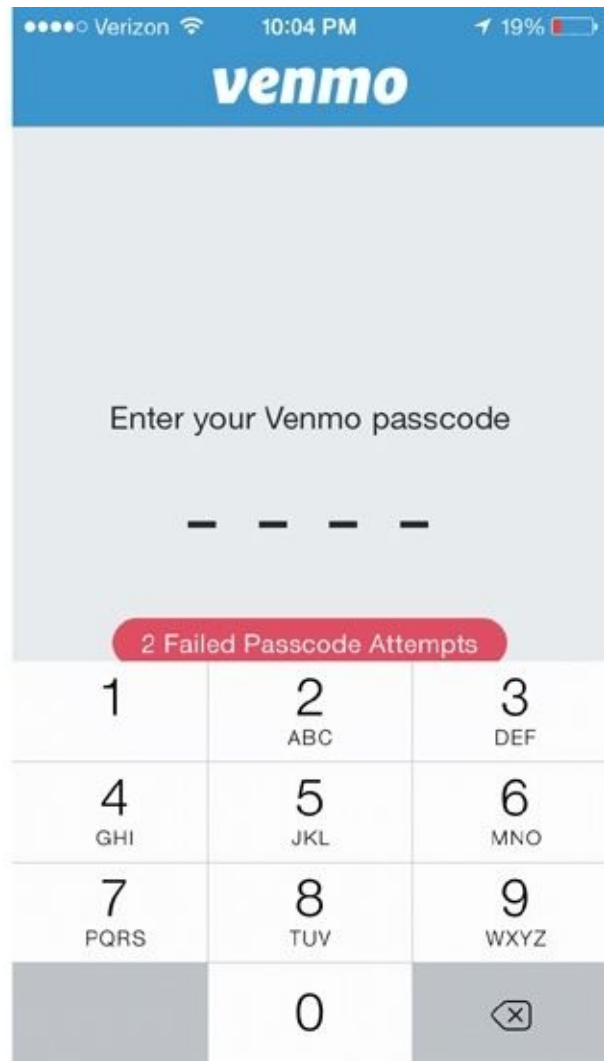 Verizon 10:04 PM 19%
venmo
Enter your Venmo passcode
2 Failed Passcode Attempts
1 2 3
ABC DEF
4 5 6
GHI JKL MNO
7 8 9
PQRS TUV WXYZ
0